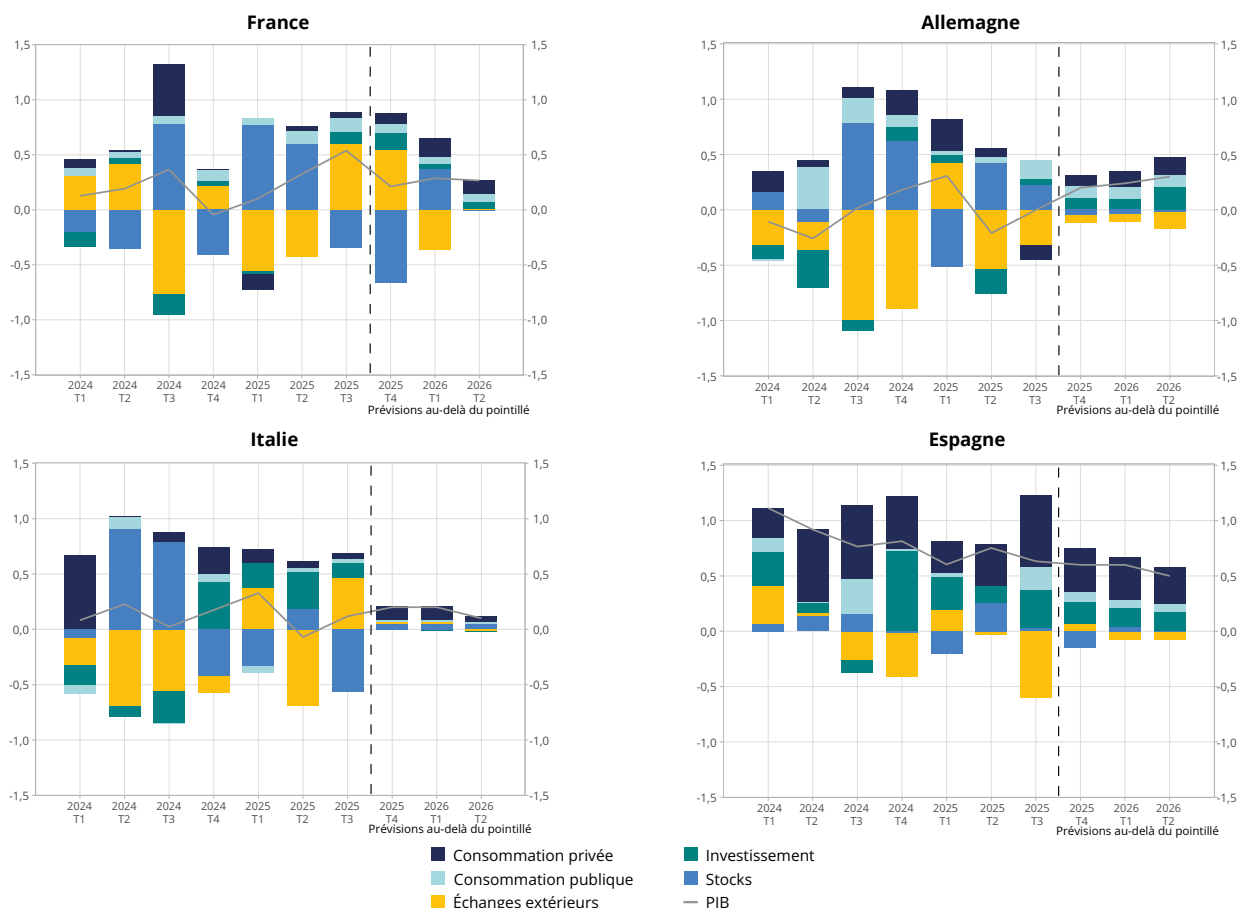 France
1,5 1,5
1,0 1,0
0,5 0,5
0,0 0,0
-0,5 -0,5
-1,0 -1,0
-1,5 -1,5
2024 2024 2024 2024 2025 2025 2025 2025 2026 2026
T1 T2 T3 T4 T1 T2 T3 T4 T1 T2
Prévisions au-delà du pointillé
Allemagne
1,5 1,5
1,0 1,0
0,5 0,5
0,0 0,0
-0,5 -0,5
-1,0 -1,0
-1,5 -1,5
2024 2024 2024 2024 2025 2025 2025 2025 2026 2026
T1 T2 T3 T4 T1 T2 T3 T4 T1 T2
Prévisions au-delà du pointillé
Italie
1,5 1,5
1,0 1,0
0,5 0,5
0,0 0,0
-0,5 -0,5
-1,0 -1,0
-1,5 -1,5
2024 2024 2024 2024 2025 2025 2025 2025 2026 2026
T1 T2 T3 T4 T1 T2 T3 T4 T1 T2
Prévisions au-delà du pointillé
Espagne
1,5 1,5
1,0 1,0
0,5 0,5
0,0 0,0
-0,5 -0,5
-1,0 -1,0
-1,5 -1,5
2024 2024 2024 2024 2025 2025 2025 2025 2026 2026
T1 T2 T3 T4 T1 T2 T3 T4 T1 T2
Prévisions au-delà du pointillé
Consommation privée
Consommation publique
Échanges extérieurs
Investissement
Stocks
PIB